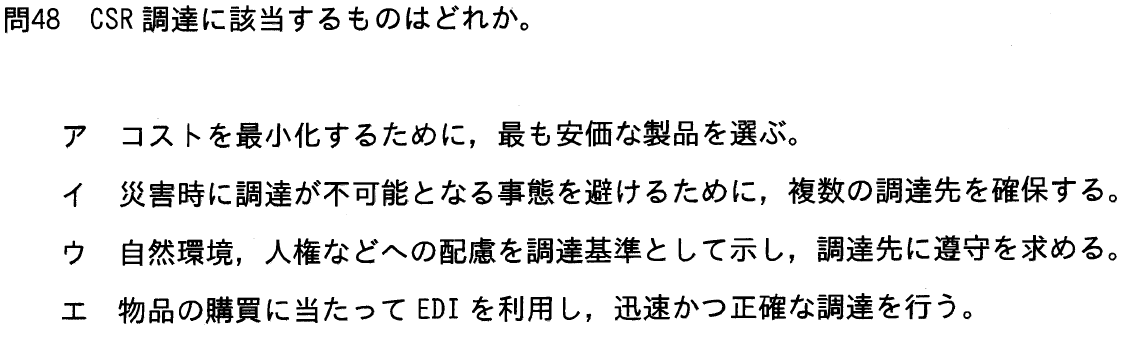 問48 CSR 調達に該当するものはどれか。
ア コストを最小化するために，最も安価な製品を選ぶ。
イ 災害時に調達が不可能となる事態を避けるために，複数の調達先を確保する。
ウ 自然環境，人権などへの配慮を調達基準として示し，調達先に遵守を求める。
エ 物品の購買に当たって EDI を利用し，迅速かつ正確な調達を行う。